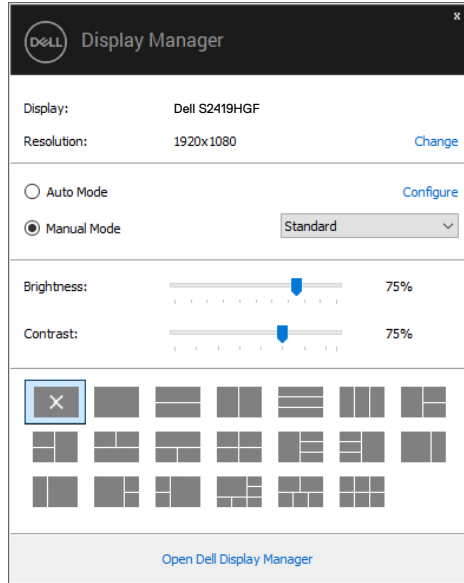 x
DELL Display Manager
Display: Dell S2419HGF
Resolution: 1920x1080 Change
Auto Mode Configure
Manual Mode Standard
Brightness: 75%
Contrast: 75%
Open Dell Display Manager